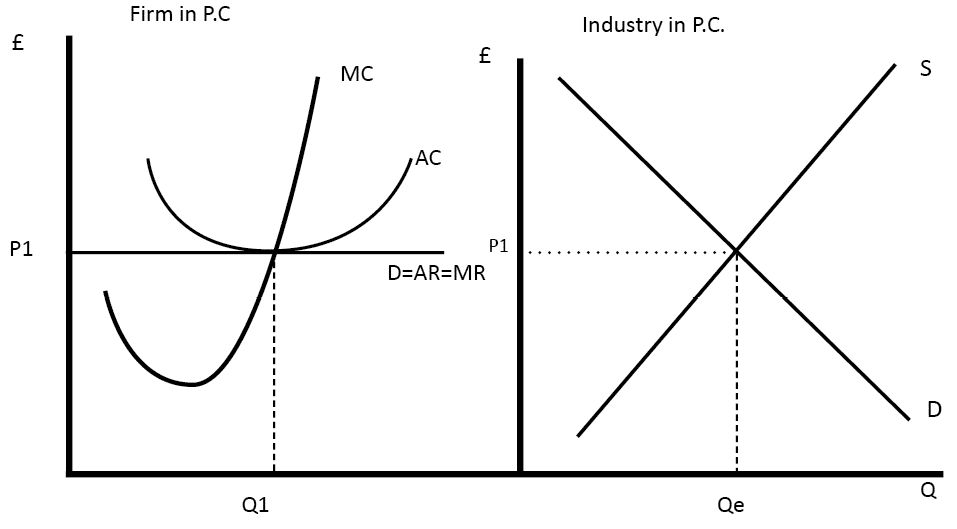 Firm in P.C
Industry in P.C.
£
£
MC
S
AC
P1
P1
D=AR=MR
D
Q
Q1
Qe